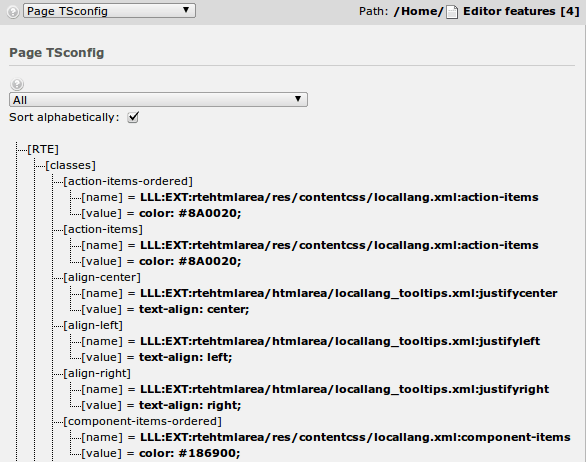 Page TSconfig Path: /Home/ Editor features [4]
Page TSconfig
All
Sort alphabetically:
[RTE]
[classes]
[action-items-ordered]
[name] = LLL:EXT:rtehtmlarea/res/contentcss/locallang.xml:action-items
[value] = color: #8A0020;
[action-items]
[name] = LLL:EXT:rtehtmlarea/res/contentcss/locallang.xml:action-items
[value] = color: #8A0020;
[align-center]
[name] = LLL:EXT:rtehtmlarea/htmlarea/locallang_tooltips.xml:justifycenter
[value] = text-align: center;
[align-left]
[name] = LLL:EXT:rtehtmlarea/htmlarea/locallang_tooltips.xml:justifyleft
[value] = text-align: left;
[align-right]
[name] = LLL:EXT:rtehtmlarea/htmlarea/locallang_tooltips.xml:justifyright
[value] = text-align: right;
[component-items-ordered]
[name] = LLL:EXT:rtehtmlarea/res/contentcss/locallang.xml:component-items
[value] = color: #186900;